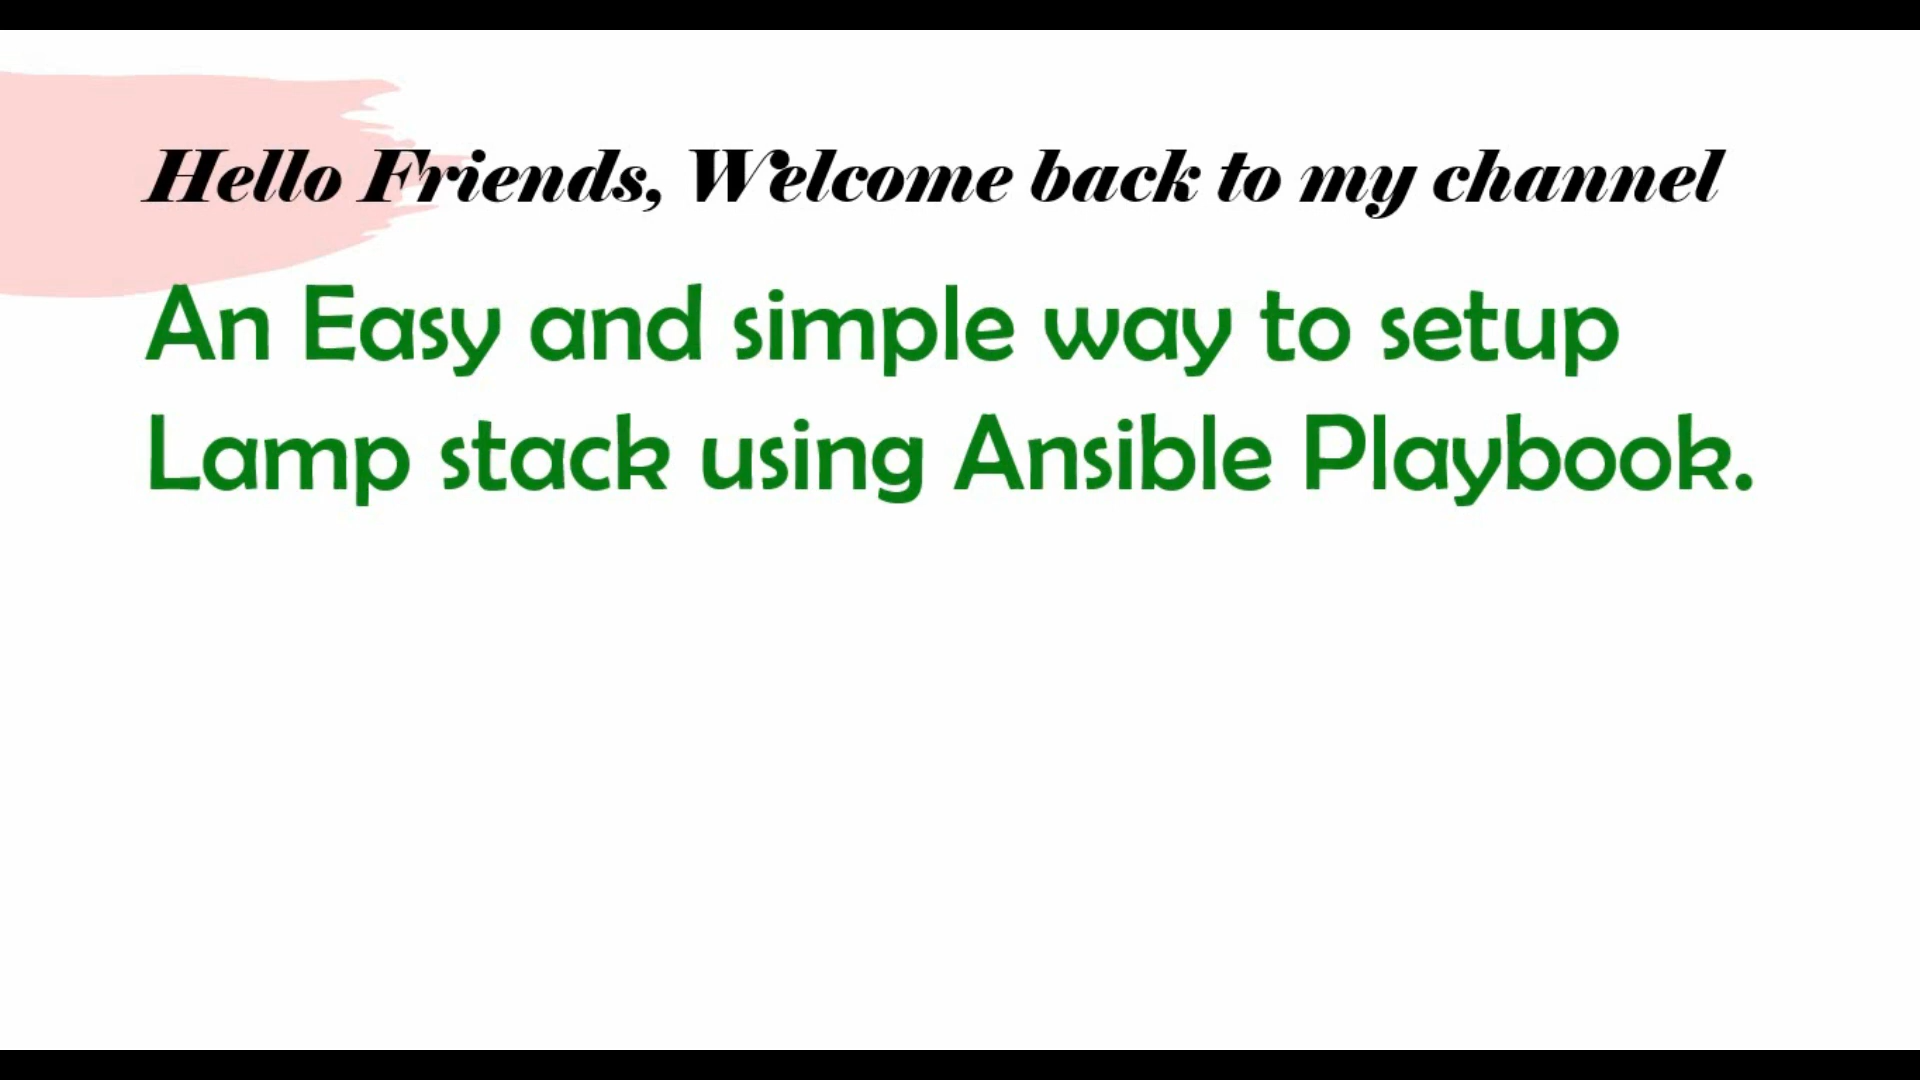 Hello Friends, Welcome back to my channel
An Easy and simple way to setup
Lamp stack using Ansible Playbook.